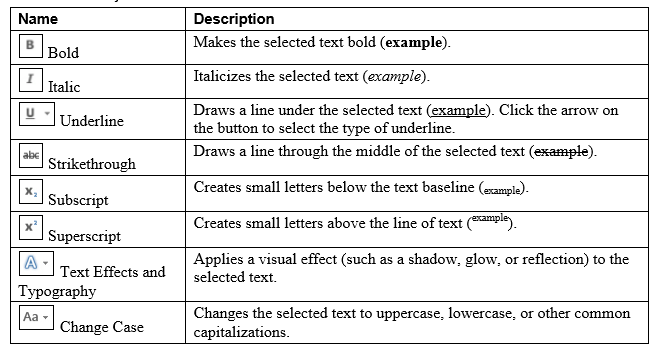 Name Description
B Bold Makes the selected text bold (example).
I Italic Italicizes the selected text (example).
U Underline Draws a line under the selected text (example). Click the arrow on
the button to select the type of underline.
abc Strikethrough Draws a line through the middle of the selected text (example).
X₂ Subscript Creates small letters below the text baseline (example).
X² Superscript Creates small letters above the line of text (example).
A Text Effects and Applies a visual effect (such as a shadow, glow, or reflection) to the
Typography selected text.
Aa Change Case Changes the selected text to uppercase, lowercase, or other common
capitalizations.